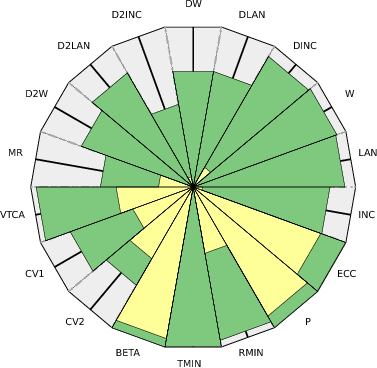 DW
DLAN
DINC
W
LAN
INC
ECC
P
RMIN
TMIN
BETA
CV2
CV1
VTCA
MR
D2W
D2LAN
D2INC